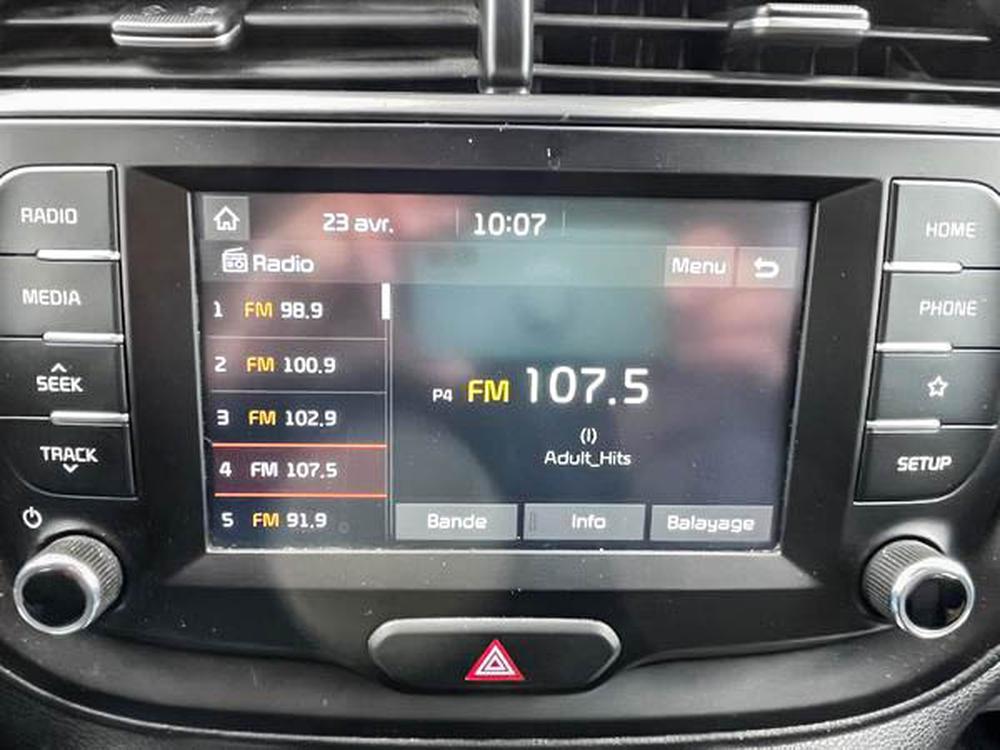 RADIO
MEDIA
SEEK
TRACK
23 avr. 10:07
Radio
Menu
1 FM 98.9
2 FM 100.9
3 FM 102.9
4 FM 107.5
5 FM 91.9
P4 FM 107.5
(I)
Adult_Hits
Bande Info Balayage
HOME
PHONE
SETUP